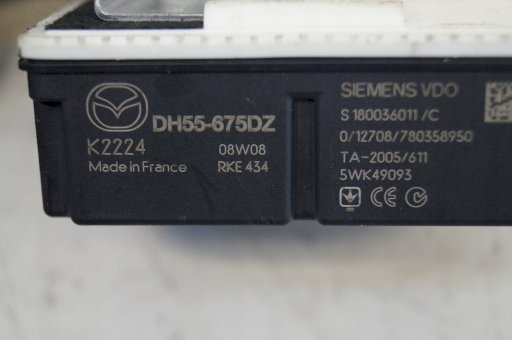 DH55-675DZ
K2224 08W08
Made in France RKE 434
SIEMENS VDO
S 180036011 /C
0/12708/780358950
TA-2005/611
5WK49093
CE